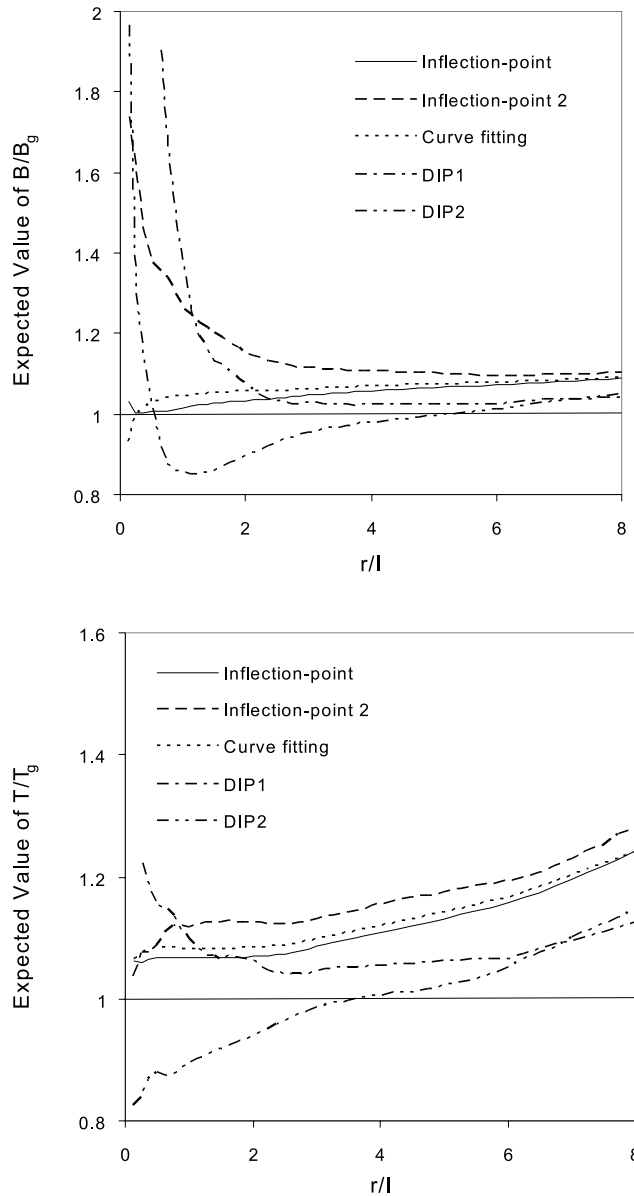 2
1.8
1.6
1.4
1.2
1
0.8
Expected Value of B/Bg
Inflection-point
Inflection-point 2
Curve fitting
DIP1
DIP2
0 2 4 6 8
r/l
1.6
1.4
1.2
1
0.8
Expected Value of T/Tg
Inflection-point
Inflection-point 2
Curve fitting
DIP1
DIP2
0 2 4 6 8
r/l